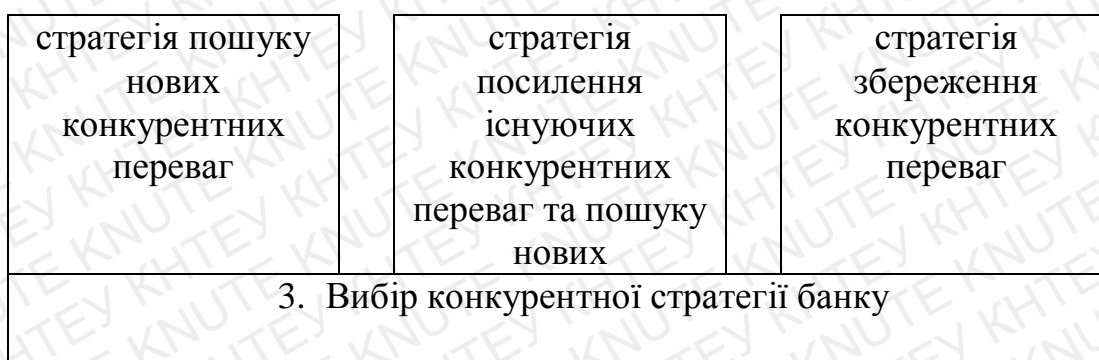 стратегія пошуку
нових
конкурентних
переваг
стратегія
посилення
існуючих
конкурентних
переваг та пошуку
нових
стратегія
збереження
конкурентних
переваг
3. Вибір конкурентної стратегії банку